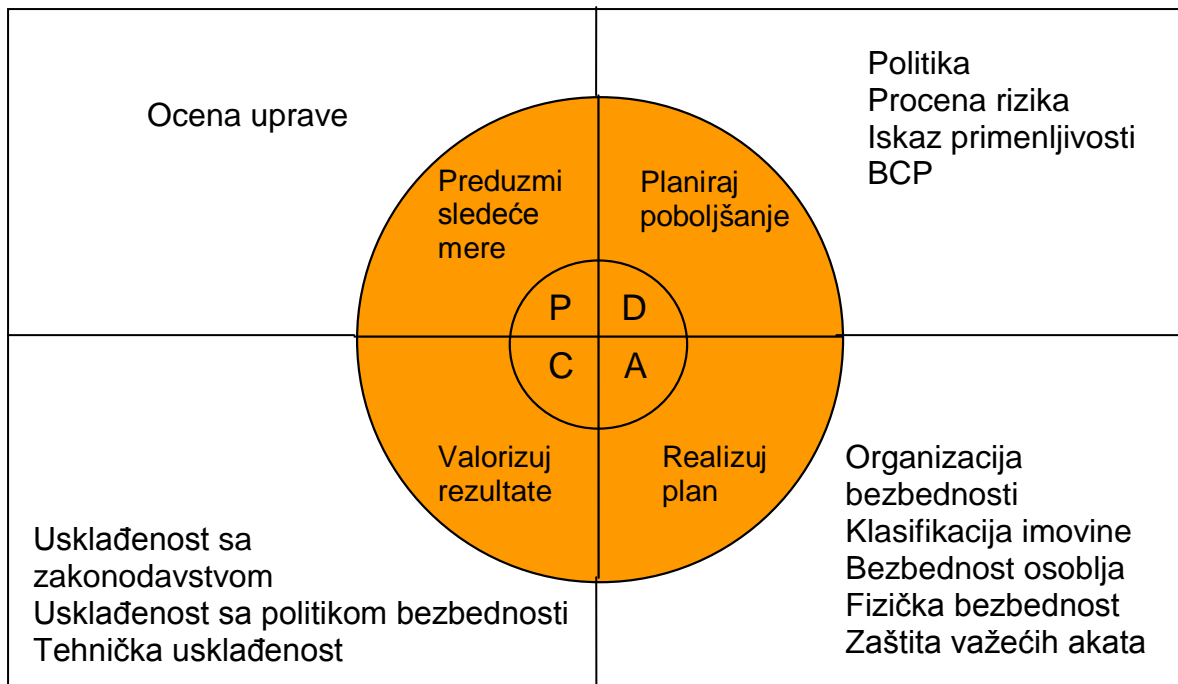 Ocena uprave
Politika
Procena rizika
Iskaz primenljivosti
BCP
Preduzmi
sledeće
mere
Planiraj
poboljšanje
P
D
C
A
Valorizuj
rezultate
Realizuj
plan
Usklađenost sa
zakonodavstvom
Usklađenost sa politikom bezbednosti
Tehnička usklađenost
Organizacija
bezbednosti
Klasifikacija imovine
Bezbednost osoblja
Fizička bezbednost
Zaštita važećih akata